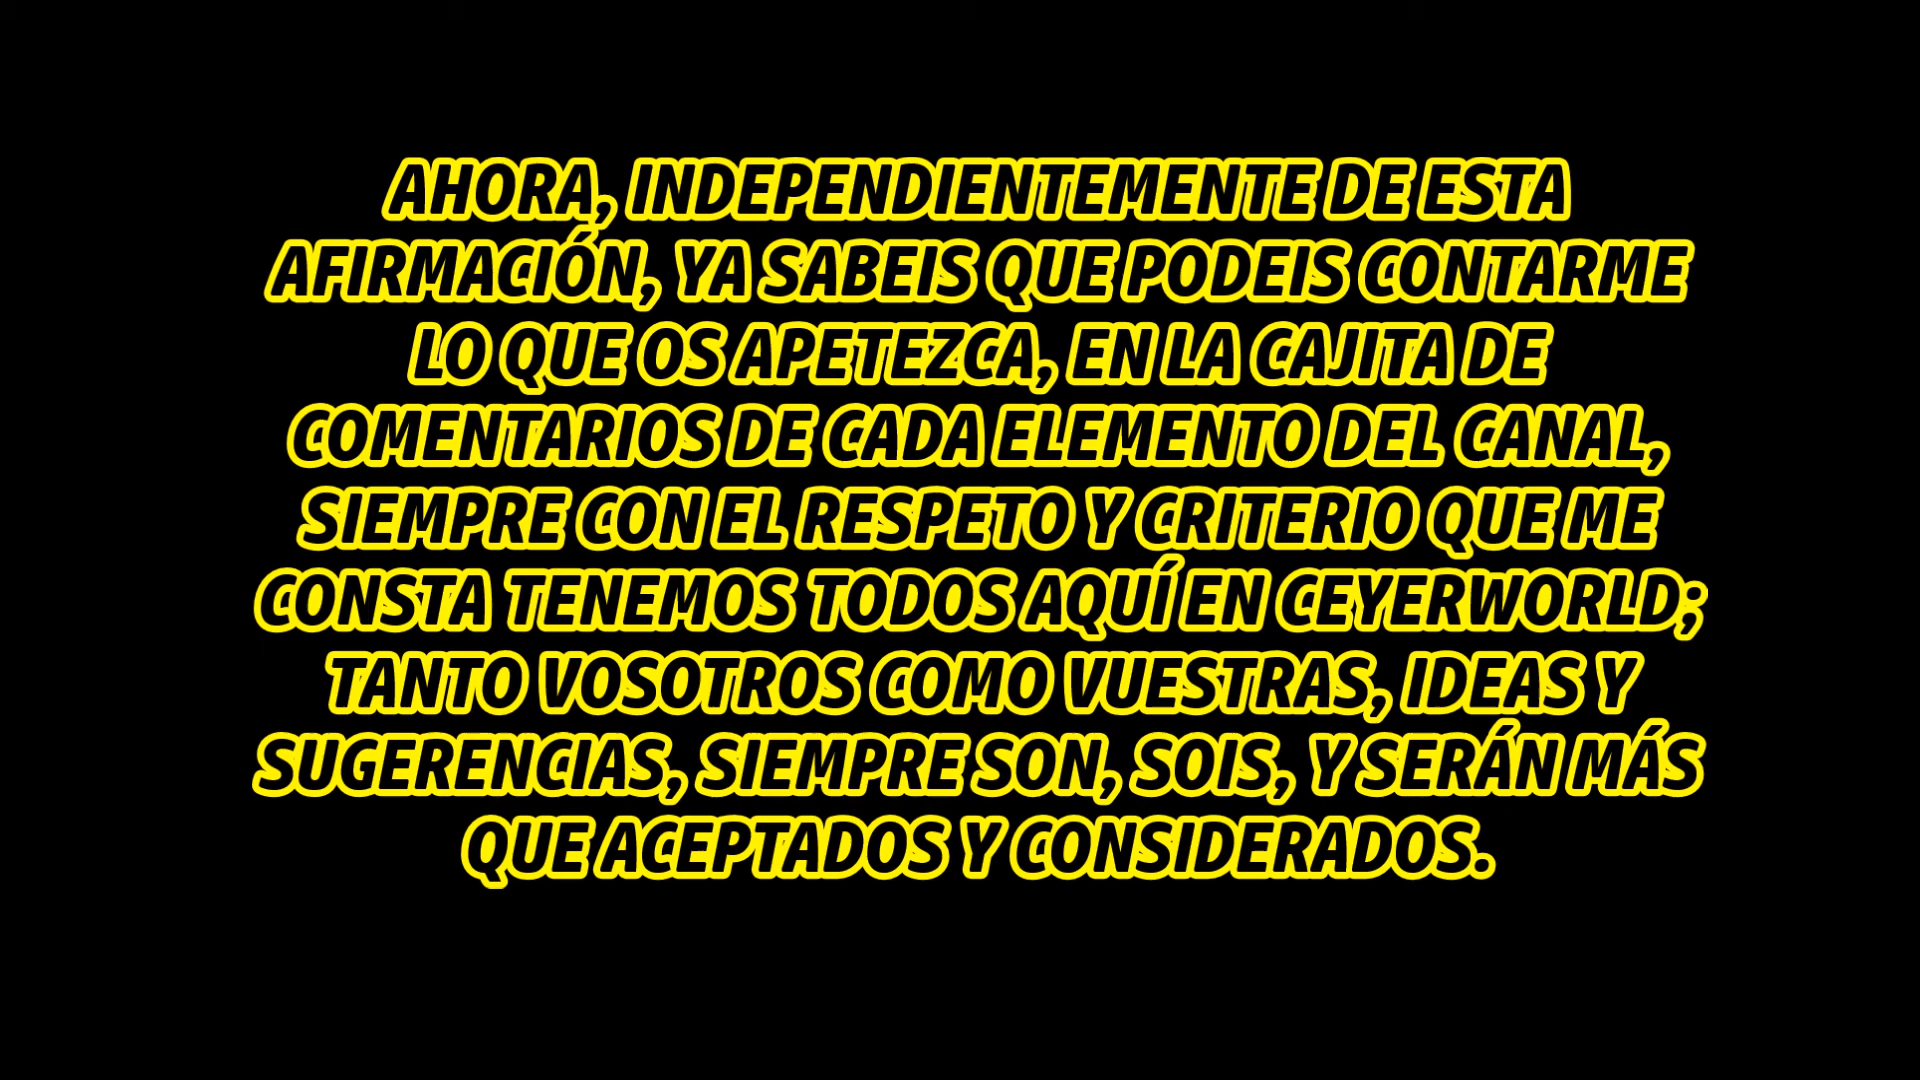 AHORA, INDEPENDIENTEMENTE DE ESTA
AFIRMACIÓN, YA SABEIS QUE PODEIS CONTARME
LO QUE OS APETEZCA, EN LA CAJITA DE
COMENTARIOS DE CADA ELEMENTO DEL CANAL,
SIEMPRE CON EL RESPETO Y CRITERIO QUE ME
CONSTA TENEMOS TODOS AQUÍ EN CEYERWORLD;
TANTO VOSOTROS COMO VUESTRAS, IDEAS Y
SUGERENCIAS, SIEMPRE SON, SOIS, Y SERÁN MÁS
QUE ACEPTADOS Y CONSIDERADOS.